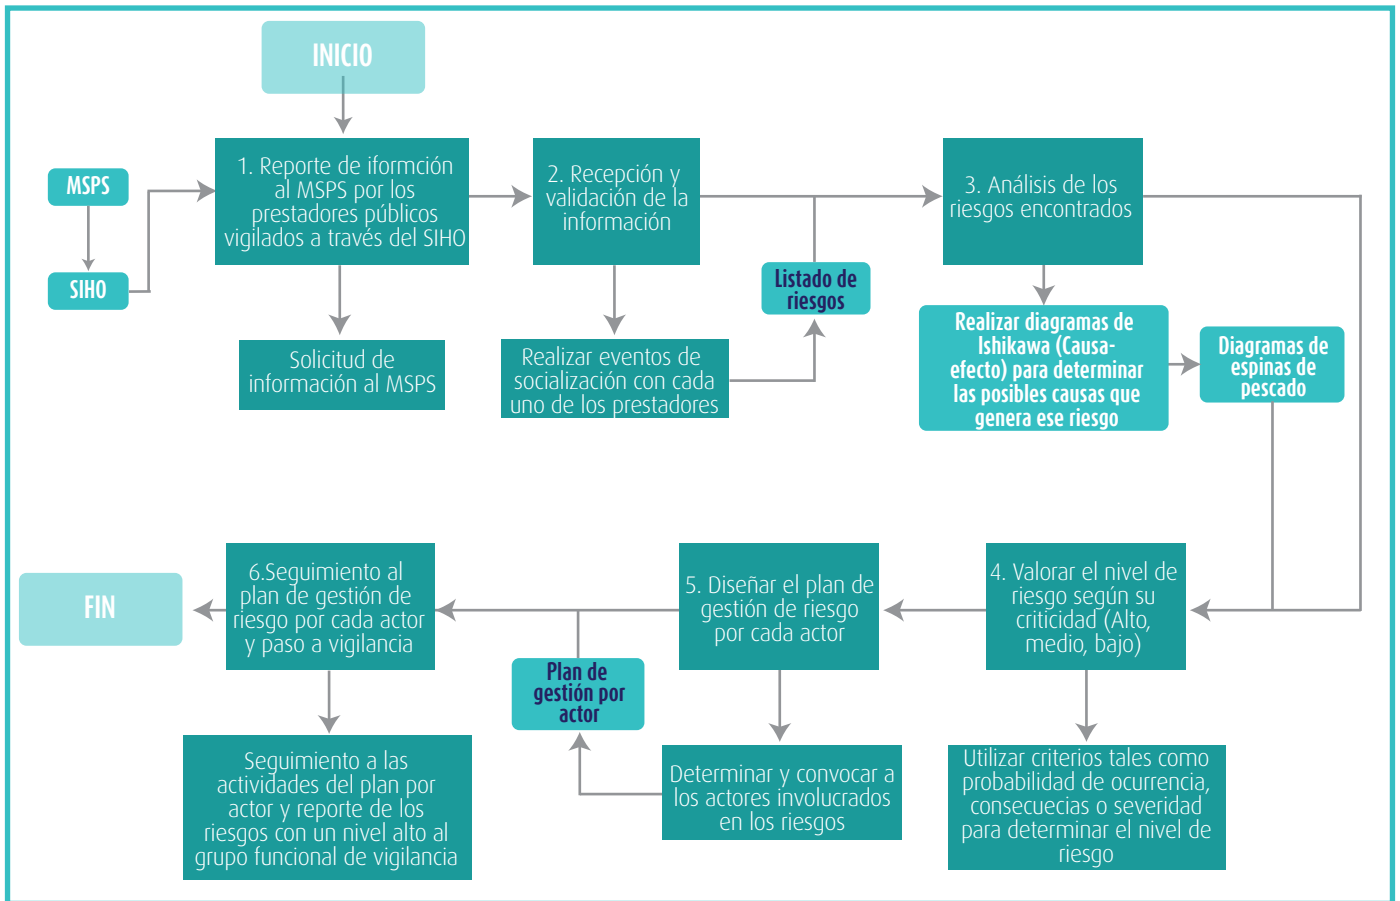 INICIO
MSPS
SIHO
1. Reporte de iformción
al MSPS por los
prestadores públicos
vigilados a través del SIHO
Solicitud de
información al MSPS
2. Recepción y
validación de la
información
Realizar eventos de
socialización con cada
uno de los prestadores
Listado de
riesgos
3. Análisis de los
riesgos encontrados
Realizar diagramas de
Ishikawa (Causa-
efecto) para determinar
las posibles causas que
genera ese riesgo
Diagramas de
espinas de
pescado
4. Valorar el nivel de
riesgo según su
criticidad (Alto,
medio, bajo)
Utilizar criterios tales como
probabilidad de ocurrencia,
consecuecias o severidad
para determinar el nivel de
riesgo
5. Diseñar el plan de
gestión de riesgo
por cada actor
Determinar y convocar a
los actores involucrados
en los riesgos
Plan de
gestión por
actor
6.Seguimiento al
plan de gestión de
riesgo por cada actor
y paso a vigilancia
Seguimiento a las
actividades del plan por
actor y reporte de los
riesgos con un nivel alto al
grupo funcional de vigilancia
FIN